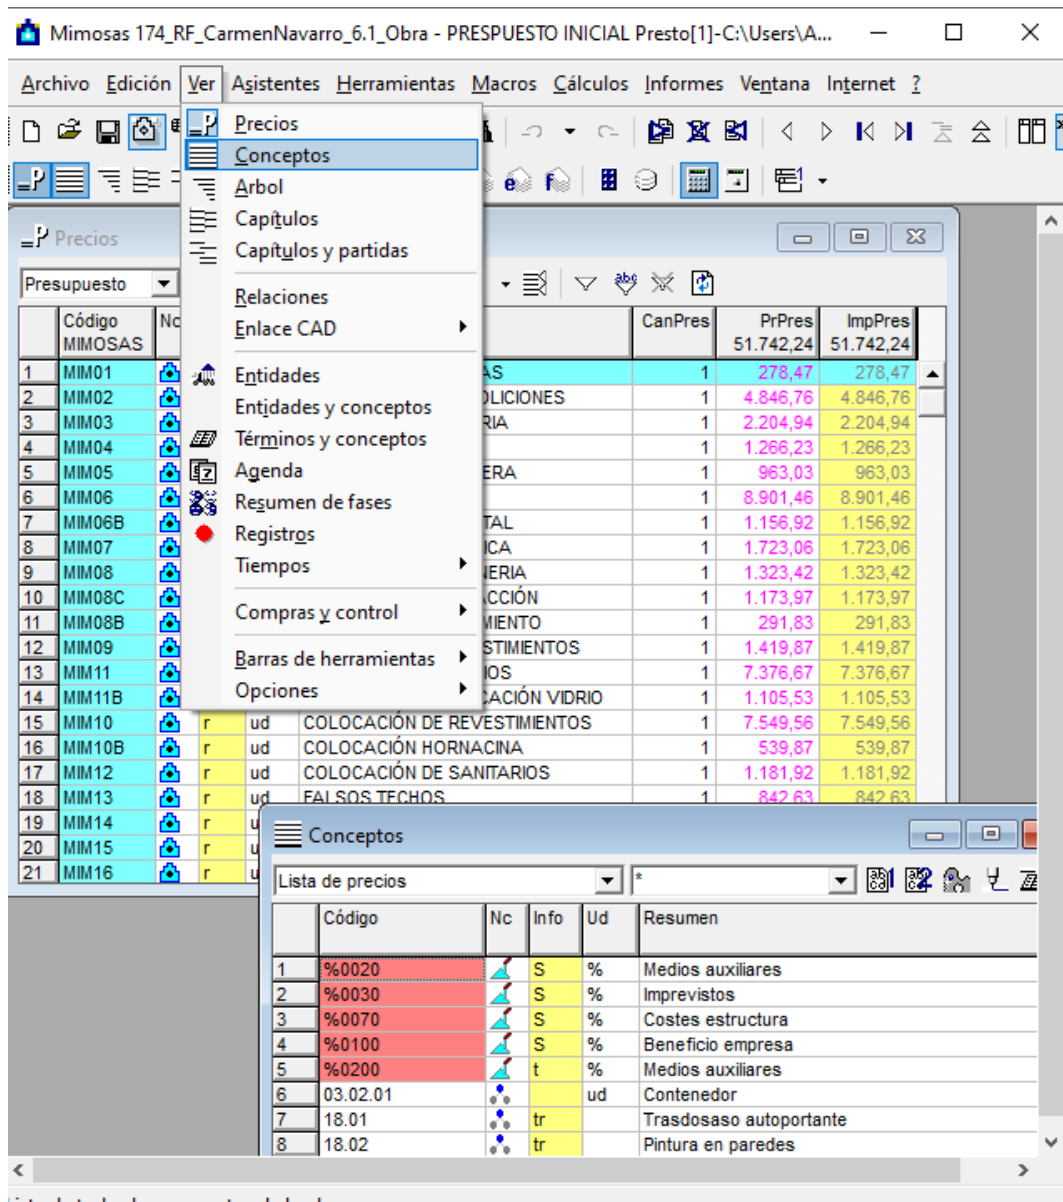 Mimosas 174_RF_CarmenNavarro_6.1_Obra - PRESPUESTO INICIAL Presto[1]-C:\Users\A...
Archivo Edición Ver Asistentes Herramientas Macros Cálculos Informes Ventana Internet ?
Precios
Conceptos
Arbol
Capítulos
Capítulos y partidas
Relaciones
Enlace CAD
Entidades
Entidades y conceptos
Términos y conceptos
Agenda
Resumen de fases
Registros
Tiempos
Compras y control
Barras de herramientas
Opciones
Precios
Presupuesto
Código Nc CanPres PrPres ImpPres
MIMOSAS 51.742,24 51.742,24
1 MIM01 AS 1 278,47 278,47
2 MIM02 OLICIONES 1 4.846,76 4.846,76
3 MIM03 RIA 1 2.204,94 2.204,94
4 MIM04 1 1.266,23 1.266,23
5 MIM05 ERA 1 963,03 963,03
6 MIM06 1 8.901,46 8.901,46
7 MIM06B TAL 1 1.156,92 1.156,92
8 MIM07 ICA 1 1.723,06 1.723,06
9 MIM08 NERIA 1 1.323,42 1.323,42
10 MIM08C CCIÓN 1 1.173,97 1.173,97
11 MIM08B MIENTO 1 291,83 291,83
12 MIM09 STIMIENTOS 1 1.419,87 1.419,87
13 MIM11 IOS 1 7.376,67 7.376,67
14 MIM11B CACIÓN VIDRIO 1 1.105,53 1.105,53
15 MIM10 r ud COLOCACIÓN DE REVESTIMIENTOS 1 7.549,56 7.549,56
16 MIM10B r ud COLOCACIÓN HORNACINA 1 539,87 539,87
17 MIM12 r ud COLOCACIÓN DE SANITARIOS 1 1.181,92 1.181,92
18 MIM13 r ud FALSOS TECHOS 1 842,63 842,63
19 MIM14 r u
20 MIM15 r u
21 MIM16 r u
Conceptos
Lista de precios *
Código Nc Info Ud Resumen
1 %0020 S % Medios auxiliares
2 %0030 S % Imprevistos
3 %0070 S % Costes estructura
4 %0100 S % Beneficio empresa
5 %0200 t % Medios auxiliares
6 03.02.01 ud Contenedor
7 18.01 tr Trasdosaso autoportante
8 18.02 tr Pintura en paredes